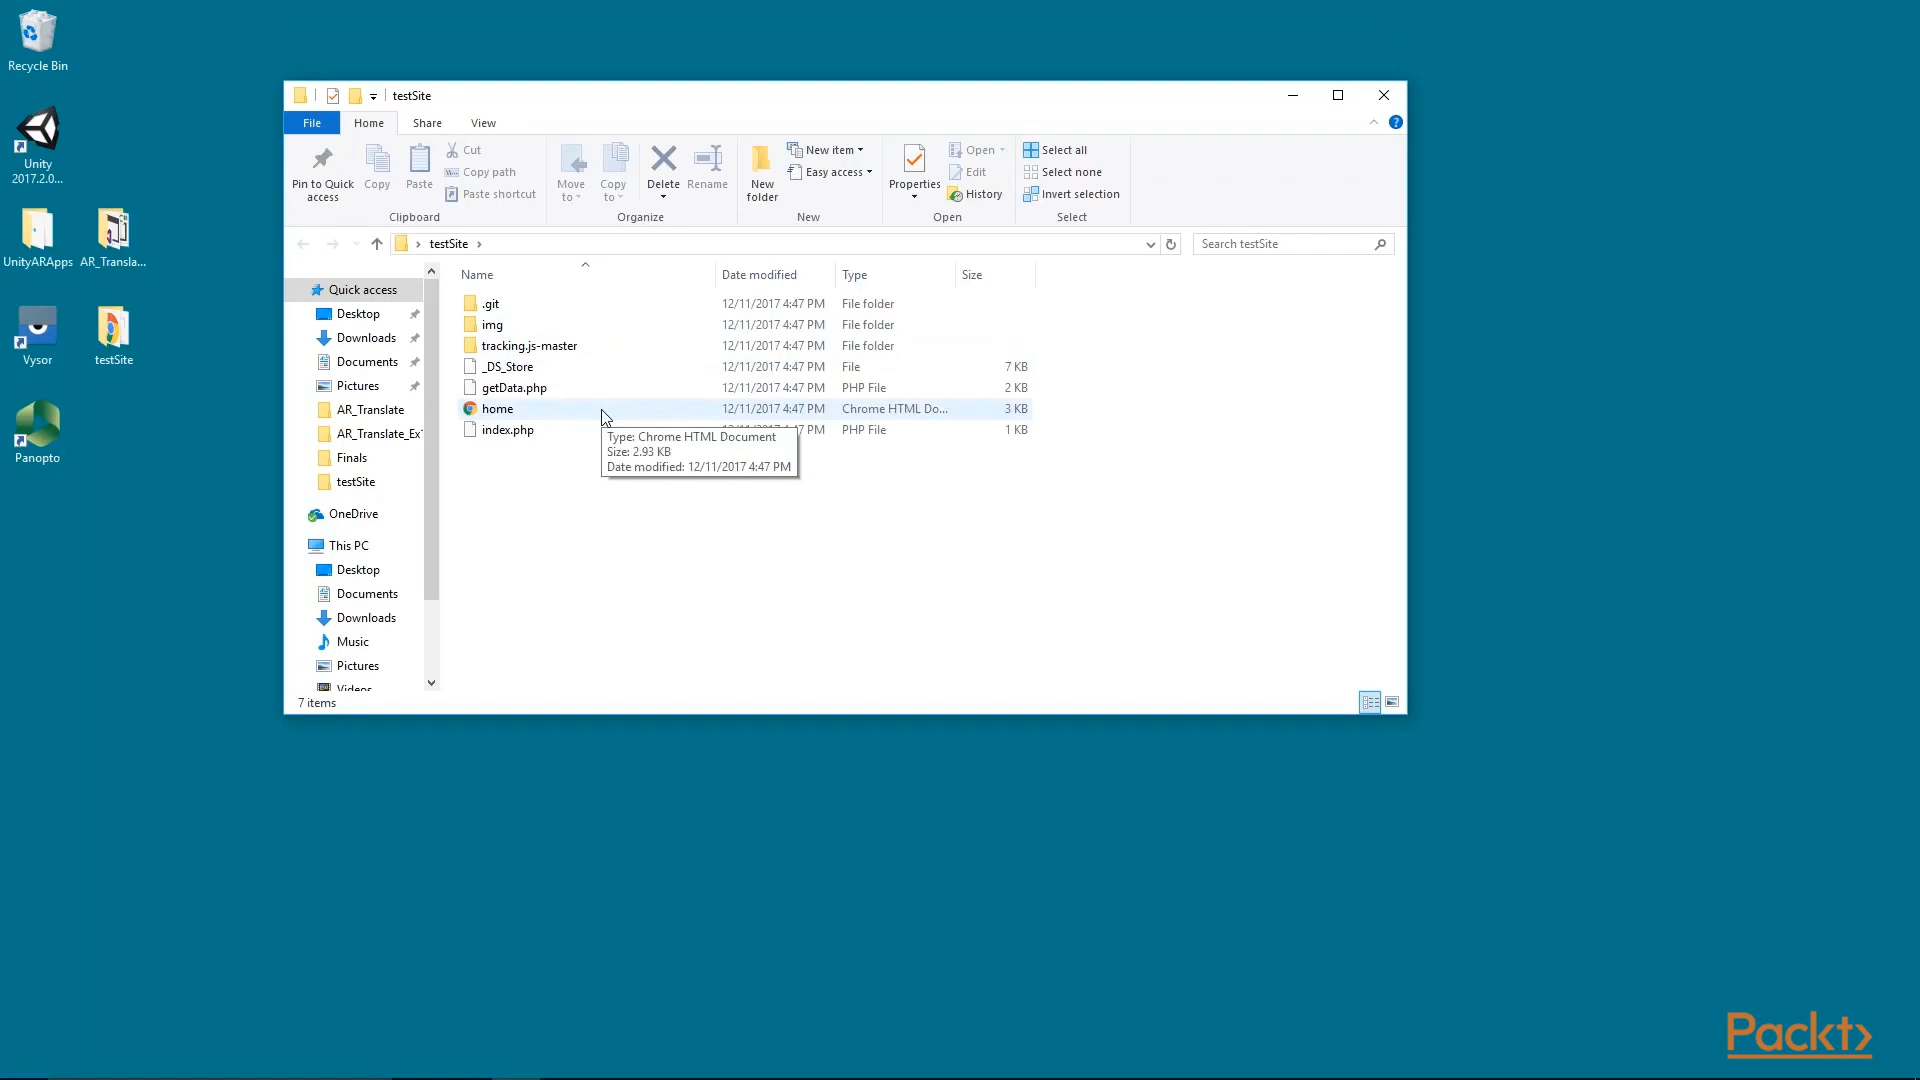 Recycle Bin
Unity
2017.2.0...
UnityARApps
AR_Transla...
Vysor
testSite
Panopto
testSite
File
Home
Share
View
Pin to Quick
access
Copy
Paste
Cut
Copy path
Paste shortcut
Clipboard
Move
to
Copy
to
Delete
Rename
Organize
New
folder
New item
Easy access
New
Properties
Open
Edit
History
Open
Select all
Select none
Invert selection
Select
testSite
Search testSite
Quick access
Desktop
Downloads
Documents
Pictures
AR_Translate
AR_Translate_Ex
Finals
testSite
OneDrive
This PC
Desktop
Documents
Downloads
Music
Pictures
Videos
Name Date modified Type Size
.git 12/11/2017 4:47 PM File folder
img 12/11/2017 4:47 PM File folder
tracking.js-master 12/11/2017 4:47 PM File folder
_DS_Store 12/11/2017 4:47 PM File 7 KB
getData.php 12/11/2017 4:47 PM PHP File 2 KB
home 12/11/2017 4:47 PM Chrome HTML Do... 3 KB
index.php 12/11/2017 4:47 PM PHP File 1 KB
Type: Chrome HTML Document
Size: 2.93 KB
Date modified: 12/11/2017 4:47 PM
7 items
Packt>